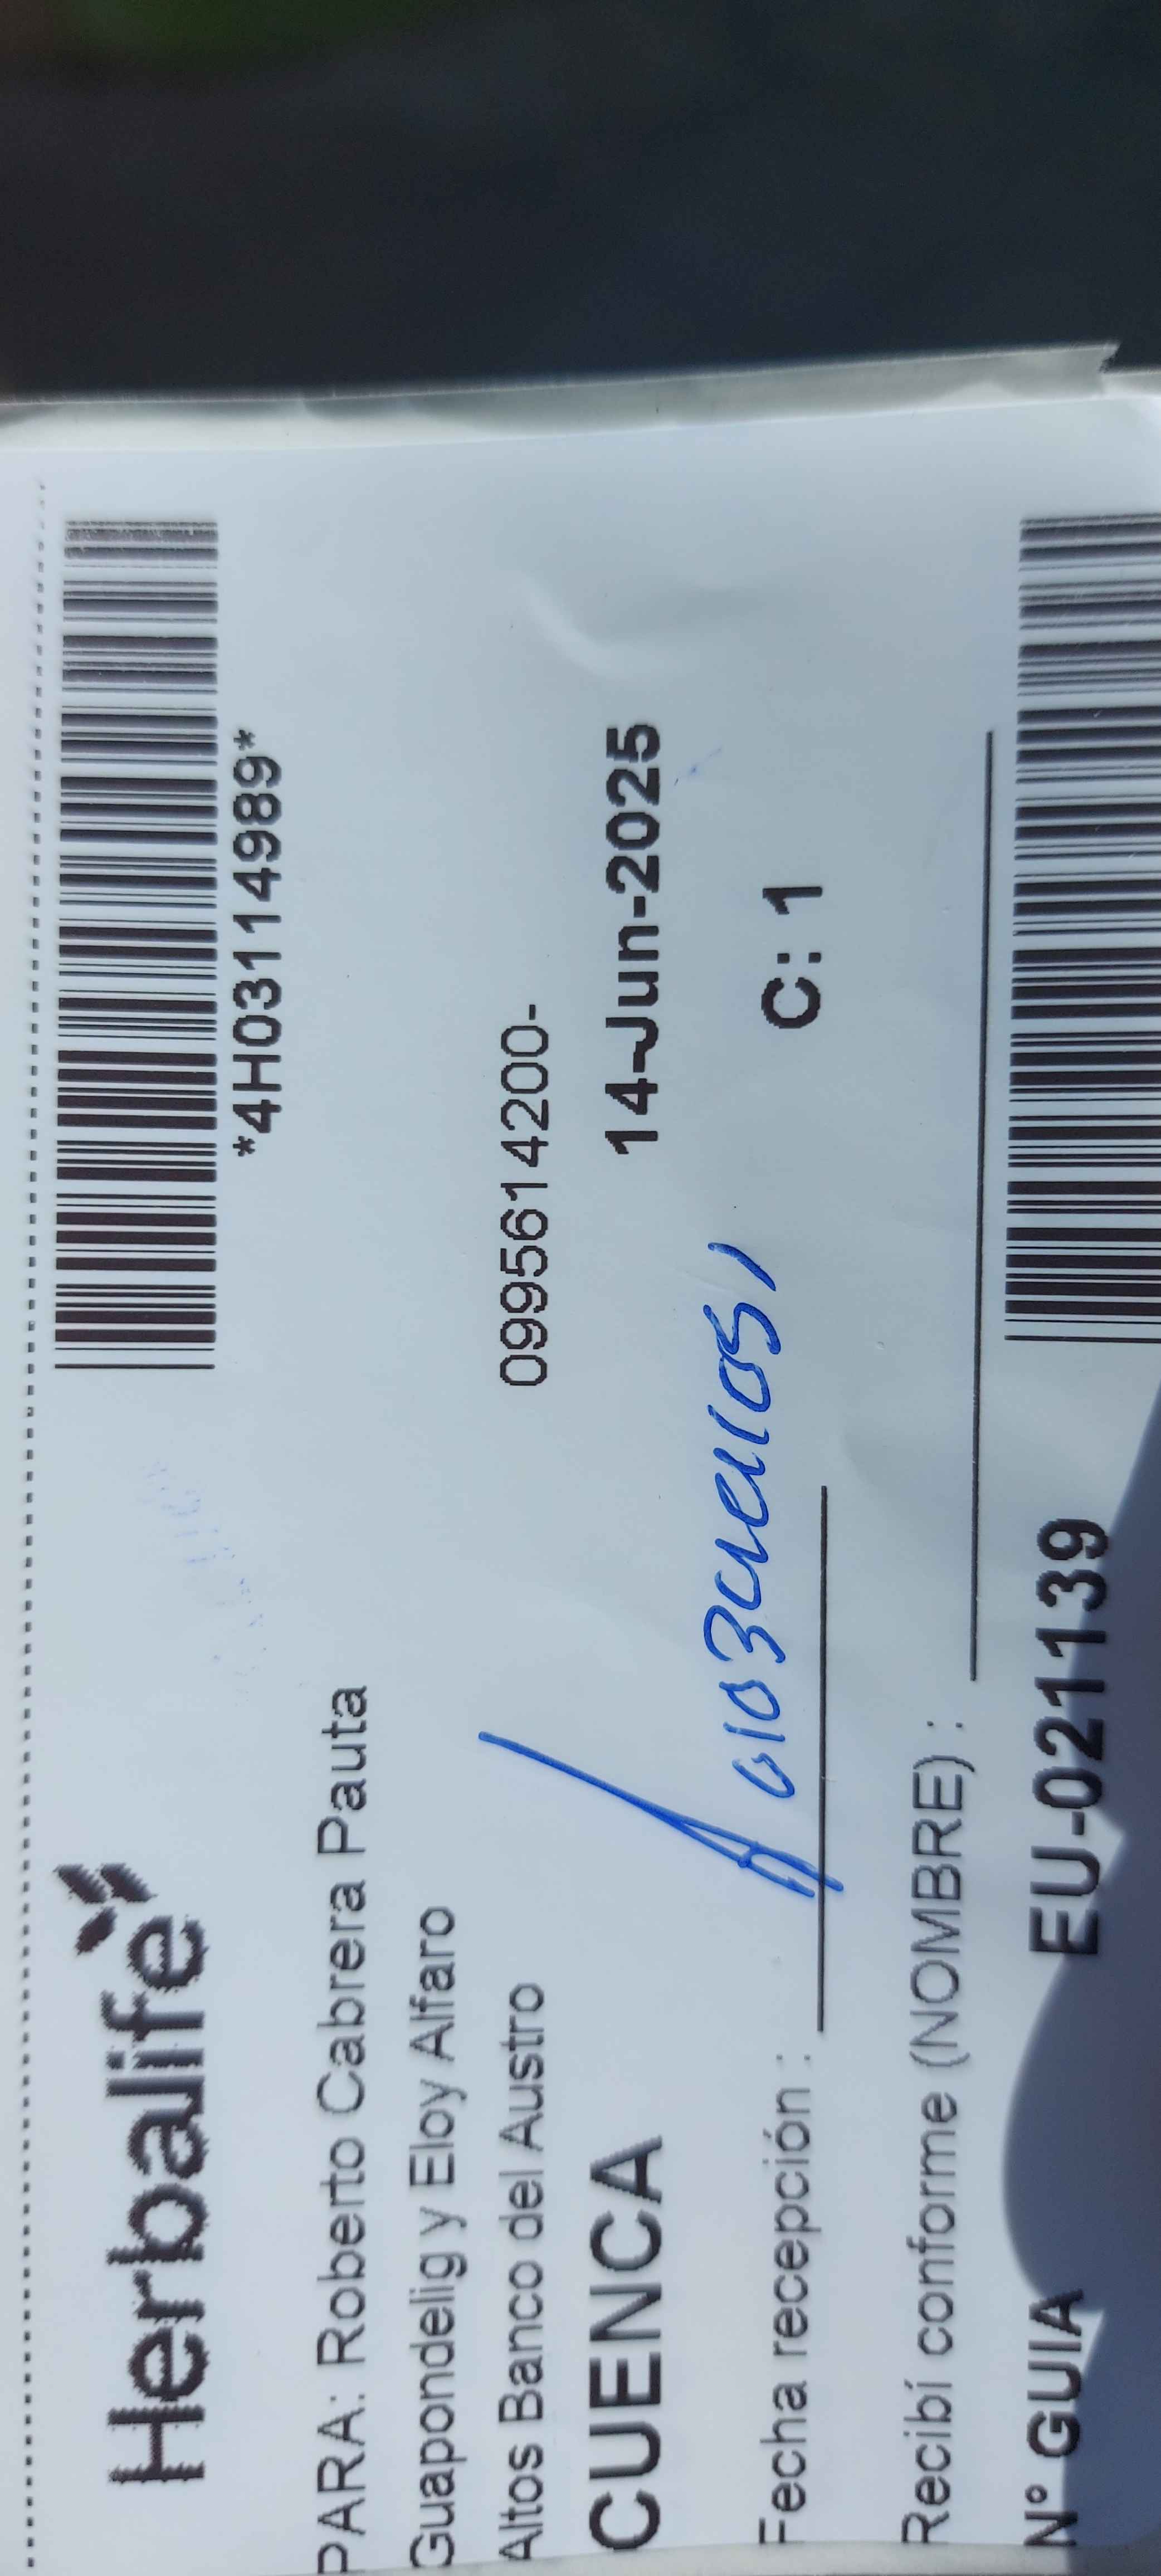 Herbalife
*4H03114989*
PARA: Roberto Cabrera Pauta
Guapondelig y Eloy Alfaro
Altos Banco del Austro
0995614200-
CUENCA
14-Jun-2025
Fecha recepción :
C: 1
Recibí conforme (NOMBRE) :
N° GUIA EU-021139